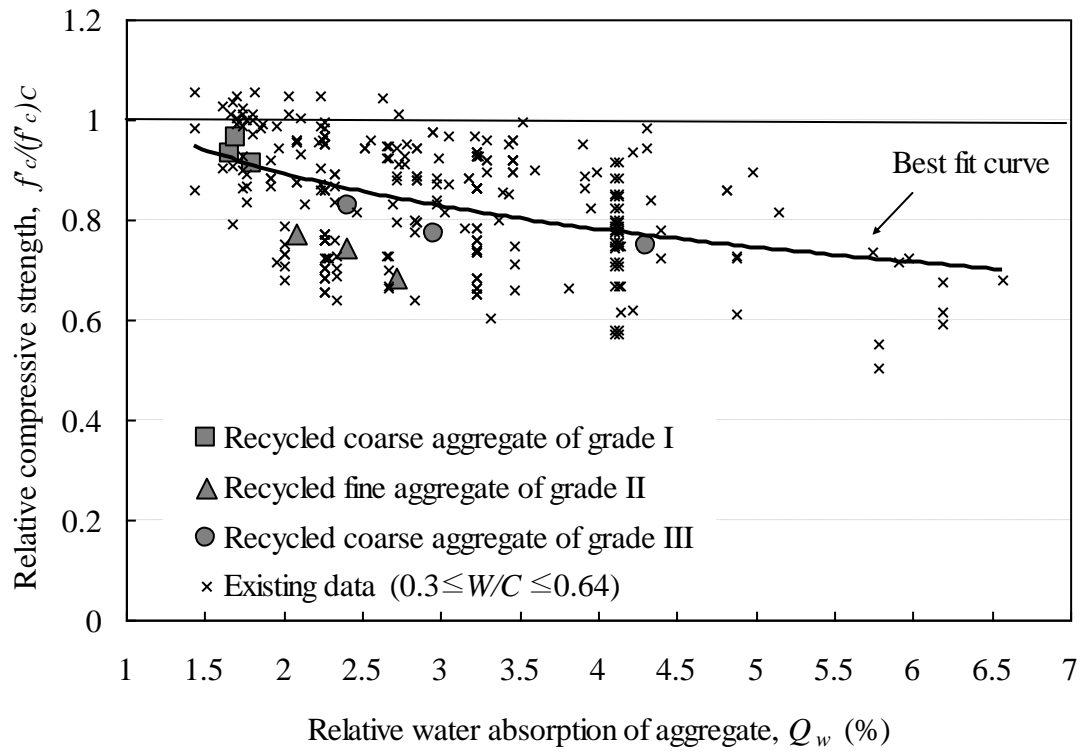 1.2
1
0.8
0.6
0.4
0.2
0
Relative compressive strength, f'c/(f'c)C
Best fit curve
Recycled coarse aggregate of grade I
Recycled fine aggregate of grade II
Recycled coarse aggregate of grade III
Existing data (0.3≤W/C ≤0.64)
1 1.5 2 2.5 3 3.5 4 4.5 5 5.5 6 6.5 7
Relative water absorption of aggregate, Qw (%)